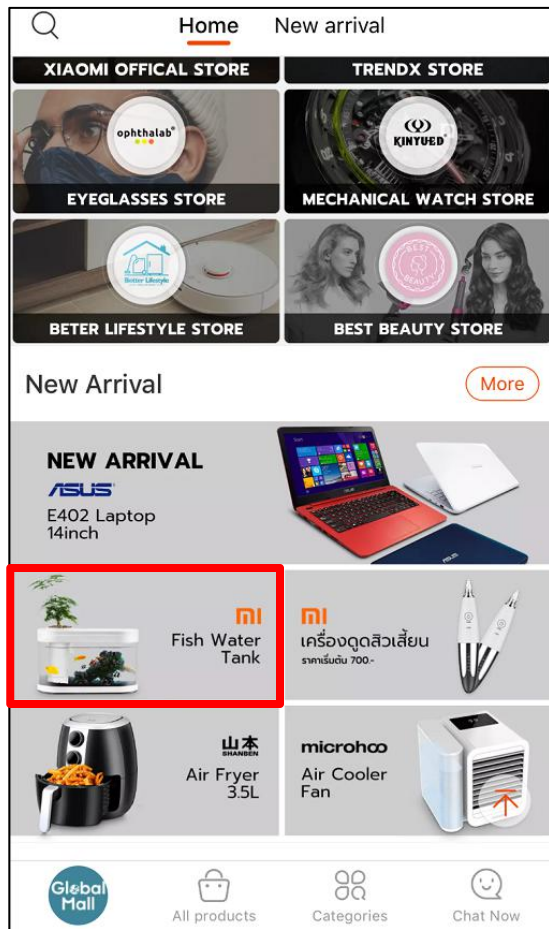 Home
New arrival
XIAOMI OFFICAL STORE
TRENDX STORE
ophthalab
KINYUED
EYEGLASSES STORE
MECHANICAL WATCH STORE
Better Lifestyle
BEST
BEAUTY
BETER LIFESTYLE STORE
BEST BEAUTY STORE
New Arrival
More
NEW ARRIVAL
ASUS
E402 Laptop
14inch
mi
Fish Water
Tank
mi
เครื่องดูดสิวเสี้ยน
ราคาเริ่มต้น 700.-
山本
SHANBEN
Air Fryer
3.5L
microhoo
Air Cooler
Fan
Global
Mall
All products
Categories
Chat Now